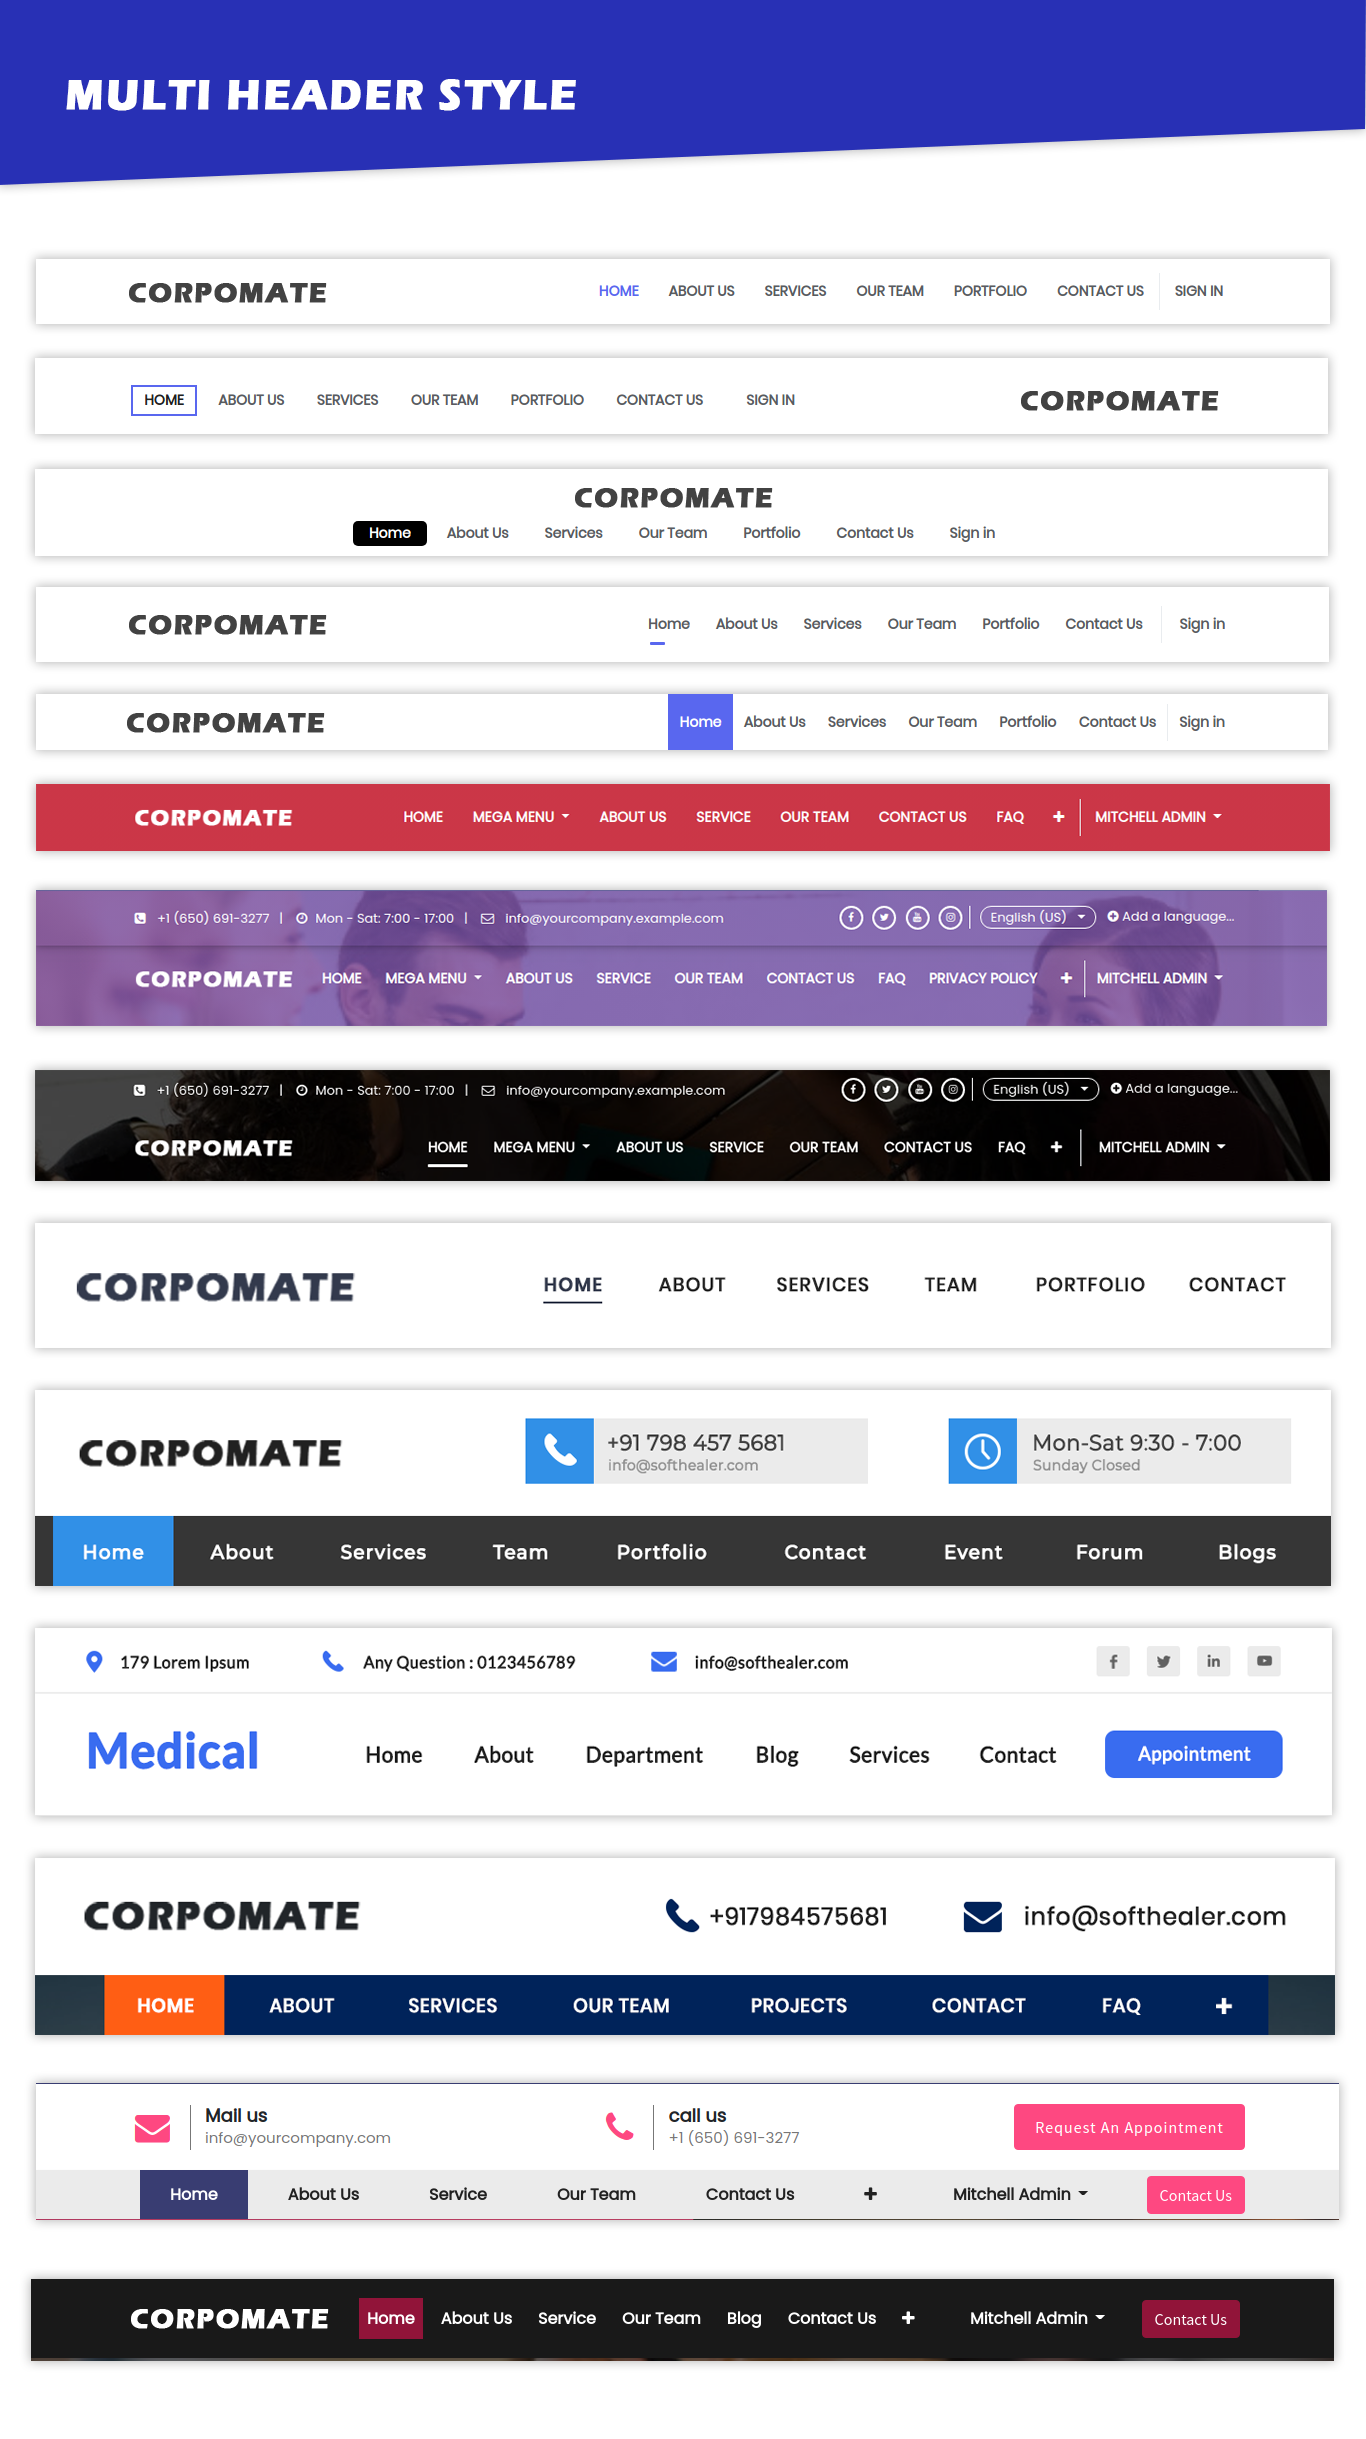 MULTI HEADER STYLE
CORPOMATE HOME ABOUT US SERVICES OUR TEAM PORTFOLIO CONTACT US SIGN IN
HOME ABOUT US SERVICES OUR TEAM PORTFOLIO CONTACT US SIGN IN CORPOMATE
CORPOMATE
Home About Us Services Our Team Portfolio Contact Us Sign in
CORPOMATE Home About Us Services Our Team Portfolio Contact Us Sign in
CORPOMATE Home About Us Services Our Team Portfolio Contact Us Sign in
CORPOMATE HOME MEGA MENU ABOUT US SERVICE OUR TEAM CONTACT US FAQ + MITCHELL ADMIN
+1 (650) 691-3277 | Mon - Sat: 7:00 - 17:00 | info@yourcompany.example.com English (US) Add a language...
CORPOMATE HOME MEGA MENU ABOUT US SERVICE OUR TEAM CONTACT US FAQ PRIVACY POLICY + MITCHELL ADMIN
+1 (650) 691-3277 | Mon - Sat: 7:00 - 17:00 | info@yourcompany.example.com English (US) Add a language...
CORPOMATE HOME MEGA MENU ABOUT US SERVICE OUR TEAM CONTACT US FAQ + MITCHELL ADMIN
CORPOMATE HOME ABOUT SERVICES TEAM PORTFOLIO CONTACT
CORPOMATE +91 798 457 5681 Mon-Sat 9:30 - 7:00
info@softhealer.com Sunday Closed
Home About Services Team Portfolio Contact Event Forum Blogs
179 Lorem Ipsum Any Question : 0123456789 info@softhealer.com
Medical Home About Department Blog Services Contact Appointment
CORPOMATE +917984575681 info@softhealer.com
HOME ABOUT SERVICES OUR TEAM PROJECTS CONTACT FAQ +
Mail us call us Request An Appointment
info@yourcompany.com +1 (650) 691-3277
Home About Us Service Our Team Contact Us + Mitchell Admin Contact Us
CORPOMATE Home About Us Service Our Team Blog Contact Us + Mitchell Admin Contact Us